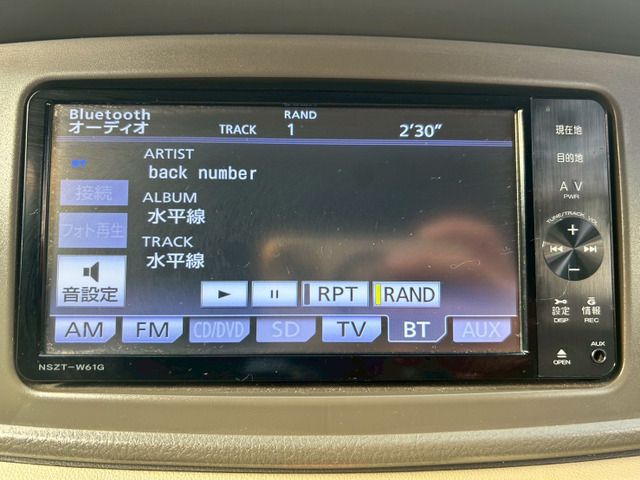 Bluetooth
オーディオ
RAND
TRACK 1 2'30"
BT
接続
フォト再生
音設定
ARTIST
back number
ALBUM
水平線
TRACK
水平線
RPT RAND
AM FM CD/DVD SD TV BT AUX
NSZT-W61G
現在地
目的地
AV
PWR
TUNE/TRACK VOL
設定 情報
DISP REC
AUX
OPEN